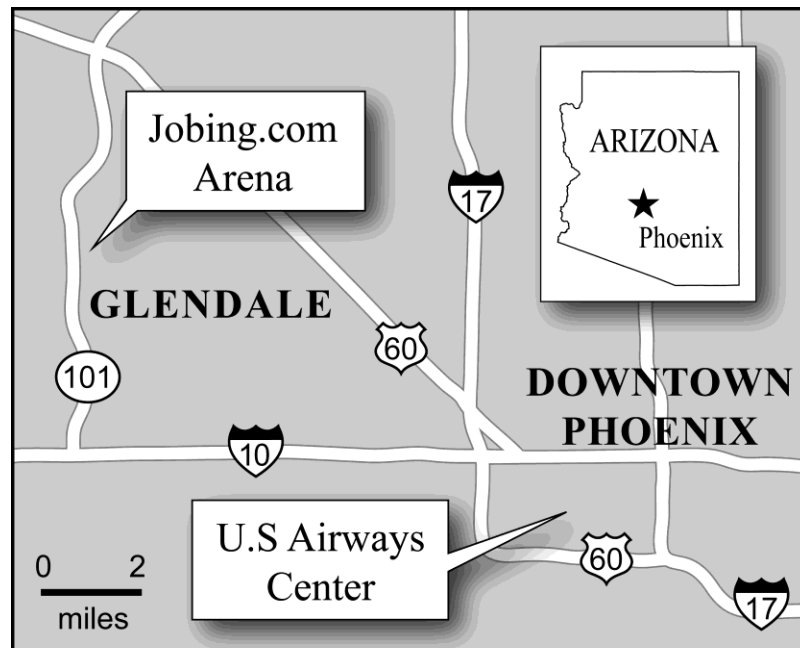 Jobing.com
Arena
17
ARIZONA
Phoenix
GLENDALE
60
101
DOWNTOWN
PHOENIX
10
U.S Airways
Center
60
0 2
miles
17